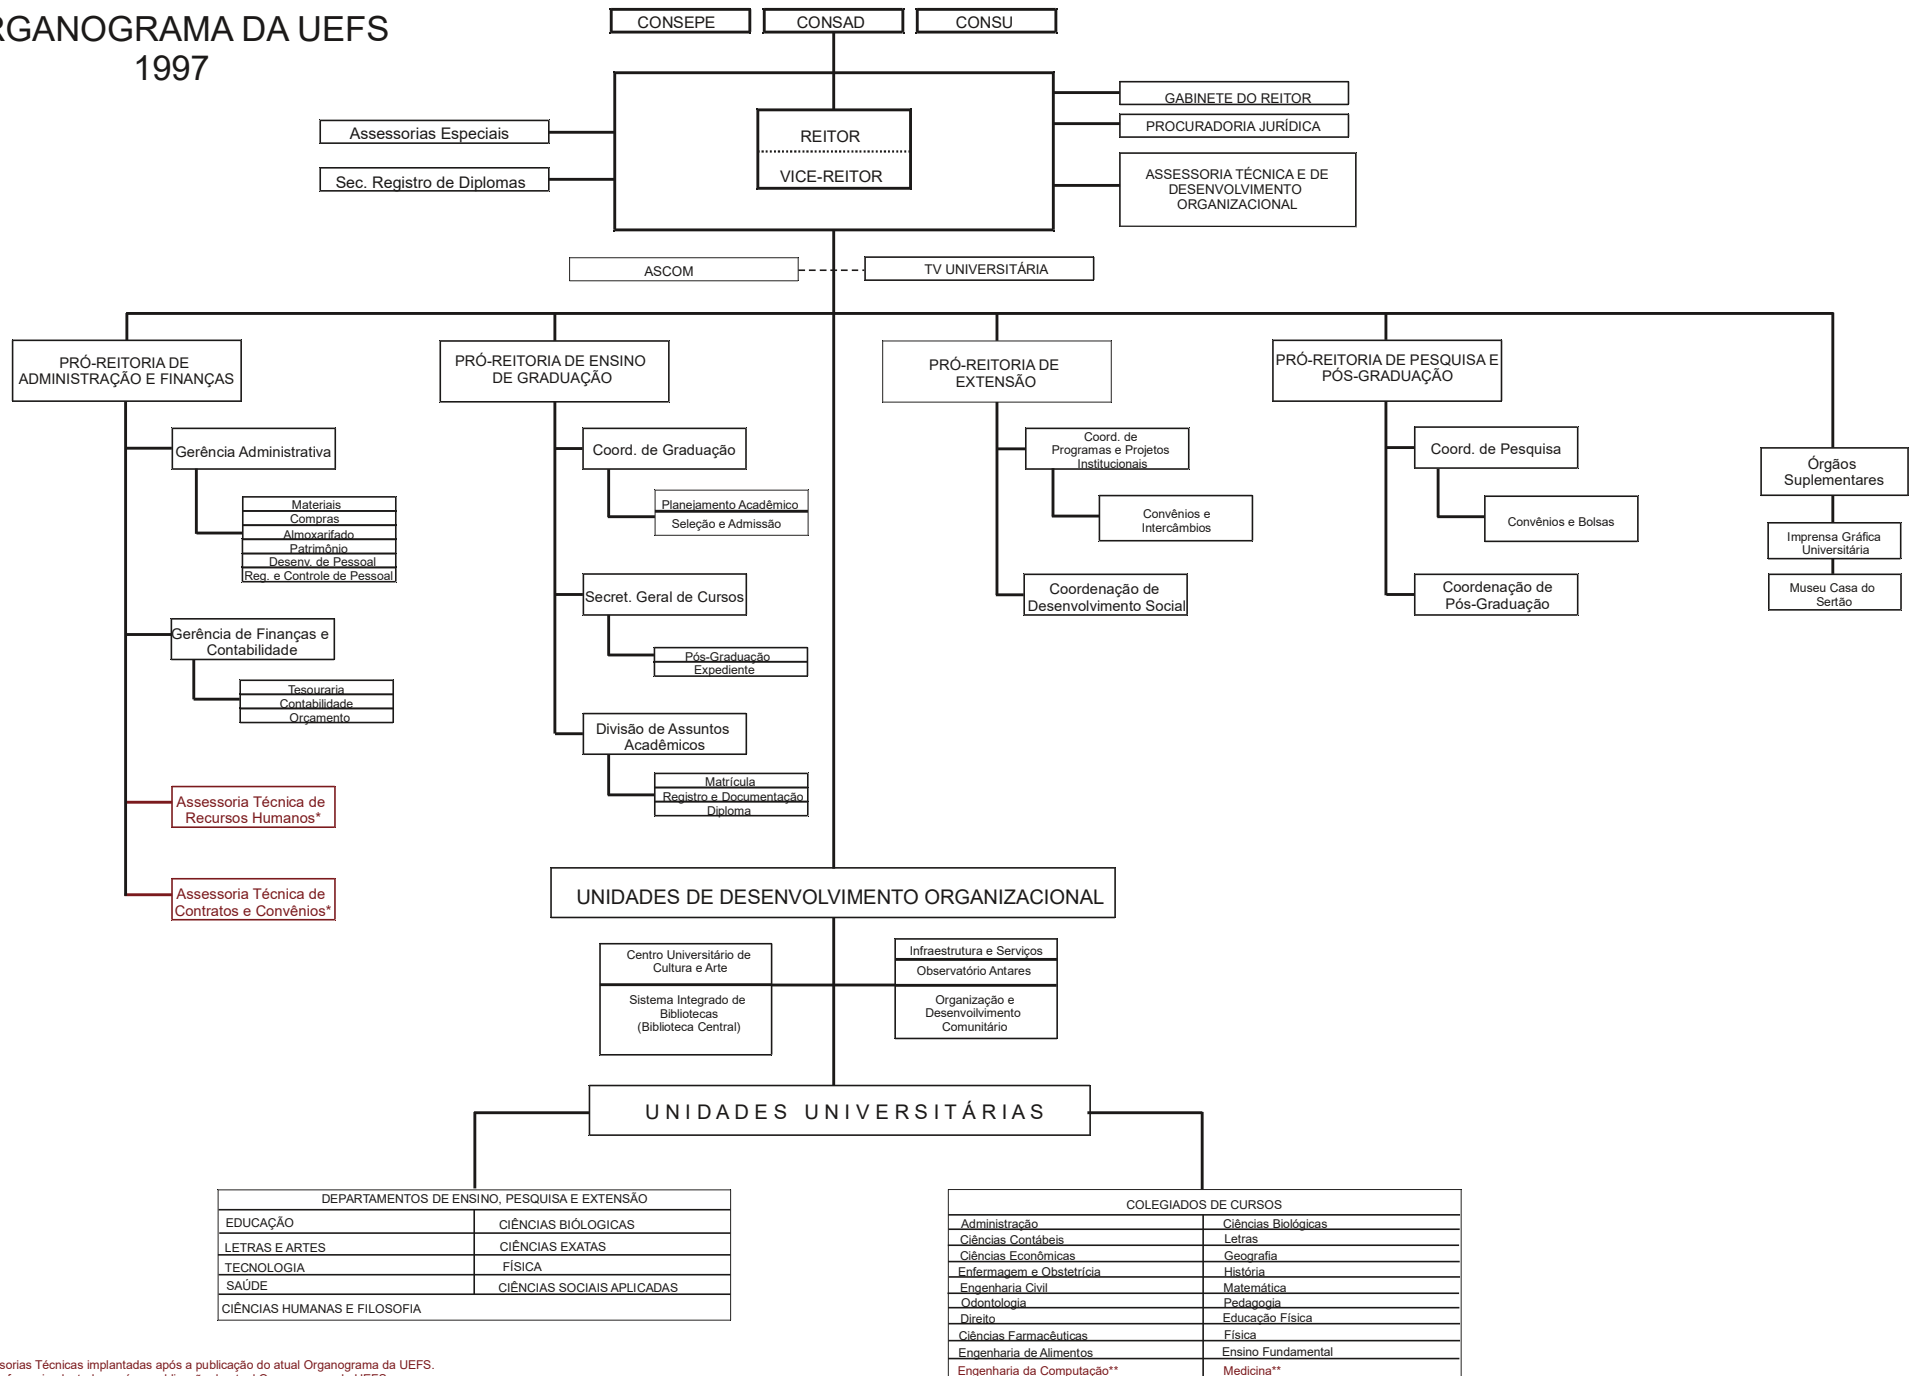 RGANOGRAMA DA UEFS
1997
CONSEPE
CONSAD
CONSU
GABINETE DO REITOR
PROCURADORIA JURÍDICA
Assessorias Especiais
REITOR
VICE-REITOR
Sec. Registro de Diplomas
ASSESSORIA TÉCNICA E DE
DESENVOLVIMENTO
ORGANIZACIONAL
ASCOM
TV UNIVERSITÁRIA
PRÓ-REITORIA DE
ADMINISTRAÇÃO E FINANÇAS
PRÓ-REITORIA DE ENSINO
DE GRADUAÇÃO
PRÓ-REITORIA DE
EXTENSÃO
PRÓ-REITORIA DE PESQUISA E
PÓS-GRADUAÇÃO
Gerência Administrativa
Materiais
Compras
Almoxarifado
Patrimônio
Desenv. de Pessoal
Reg. e Controle de Pessoal
Gerência de Finanças e
Contabilidade
Tesouraria
Contabilidade
Orçamento
Assessoria Técnica de
Recursos Humanos*
Assessoria Técnica de
Contratos e Convênios*
Coord. de Graduação
Planejamento Acadêmico
Seleção e Admissão
Secret. Geral de Cursos
Pós-Graduação
Expediente
Divisão de Assuntos
Acadêmicos
Matrícula
Registro e Documentação
Diploma
Coord. de
Programas e Projetos
Institucionais
Convênios e
Intercâmbios
Coordenação de
Desenvolvimento Social
Coord. de Pesquisa
Convênios e Bolsas
Coordenação de
Pós-Graduação
Órgãos
Suplementares
Imprensa Gráfica
Universitária
Museu Casa do
Sertão
UNIDADES DE DESENVOLVIMENTO ORGANIZACIONAL
Centro Universitário de
Cultura e Arte
Sistema Integrado de
Bibliotecas
(Biblioteca Central)
Infraestrutura e Serviços
Observatório Antares
Organização e
Desenvoilvimento
Comunitário
UNIDADES UNIVERSITÁRIAS
DEPARTAMENTOS DE ENSINO, PESQUISA E EXTENSÃO
EDUCAÇÃO
CIÊNCIAS BIÓLOGICAS
LETRAS E ARTES
CIÊNCIAS EXATAS
TECNOLOGIA
FÍSICA
SAÚDE
CIÊNCIAS SOCIAIS APLICADAS
CIÊNCIAS HUMANAS E FILOSOFIA
COLEGIADOS DE CURSOS
Administração
Ciências Biológicas
Ciências Contábeis
Letras
Ciências Econômicas
Geografia
Enfermagem e Obstetrícia
História
Engenharia Civil
Matemática
Odontologia
Pedagogia
Direito
Educação Física
Ciências Farmacêuticas
Física
Engenharia de Alimentos
Ensino Fundamental
Engenharia da Computação**
Medicina**
sorias Técnicas implantadas após a publicação do atual Organograma da UEFS.